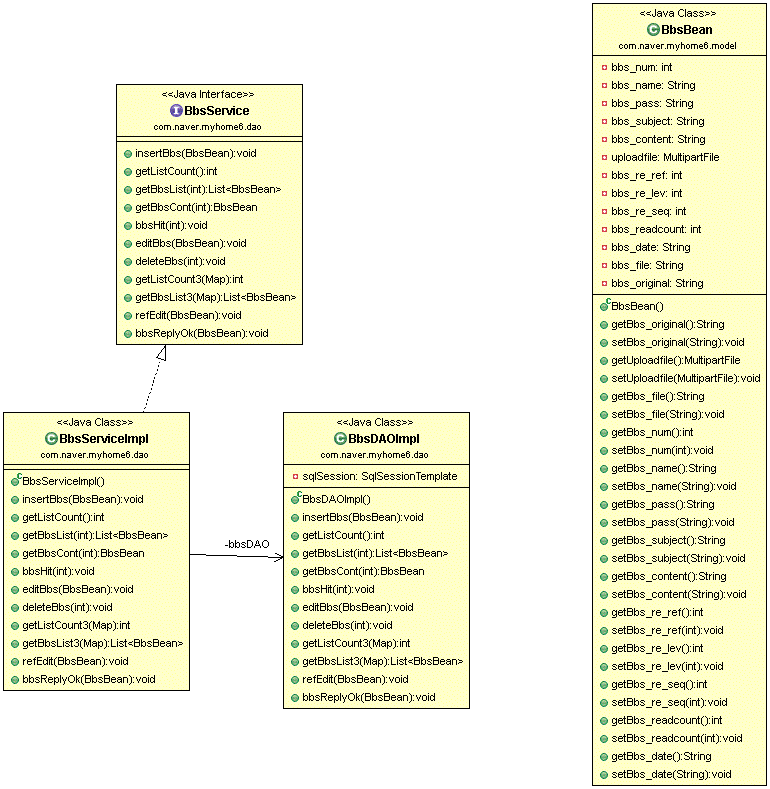 <<Java Interface>>
BbsService
com.naver.myhome6.dao
insertBbs(BbsBean):void
getListCount():int
getBbsList(int):List<BbsBean>
getBbsCont(int):BbsBean
bbsHit(int):void
editBbs(BbsBean):void
deleteBbs(int):void
getListCount3(Map):int
getBbsList3(Map):List<BbsBean>
refEdit(BbsBean):void
bbsReplyOk(BbsBean):void
<<Java Class>>
BbsServiceImpl
com.naver.myhome6.dao
BbsServiceImpl()
insertBbs(BbsBean):void
getListCount():int
getBbsList(int):List<BbsBean>
getBbsCont(int):BbsBean
bbsHit(int):void
editBbs(BbsBean):void
deleteBbs(int):void
getListCount3(Map):int
getBbsList3(Map):List<BbsBean>
refEdit(BbsBean):void
bbsReplyOk(BbsBean):void
-bbsDAO
<<Java Class>>
BbsDAOImpl
com.naver.myhome6.dao
sqlSession: SqlSessionTemplate
BbsDAOImpl()
insertBbs(BbsBean):void
getListCount():int
getBbsList(int):List<BbsBean>
getBbsCont(int):BbsBean
bbsHit(int):void
editBbs(BbsBean):void
deleteBbs(int):void
getListCount3(Map):int
getBbsList3(Map):List<BbsBean>
refEdit(BbsBean):void
bbsReplyOk(BbsBean):void
<<Java Class>>
BbsBean
com.naver.myhome6.model
bbs_num: int
bbs_name: String
bbs_pass: String
bbs_subject: String
bbs_content: String
uploadfile: MultipartFile
bbs_re_ref: int
bbs_re_lev: int
bbs_re_seq: int
bbs_readcount: int
bbs_date: String
bbs_file: String
bbs_original: String
BbsBean()
getBbs_original():String
setBbs_original(String):void
getUploadfile():MultipartFile
setUploadfile(MultipartFile):void
getBbs_file():String
setBbs_file(String):void
getBbs_num():int
setBbs_num(int):void
getBbs_name():String
setBbs_name(String):void
getBbs_pass():String
setBbs_pass(String):void
getBbs_subject():String
setBbs_subject(String):void
getBbs_content():String
setBbs_content(String):void
getBbs_re_ref():int
setBbs_re_ref(int):void
getBbs_re_lev():int
setBbs_re_lev(int):void
getBbs_re_seq():int
setBbs_re_seq(int):void
getBbs_readcount():int
setBbs_readcount(int):void
getBbs_date():String
setBbs_date(String):void